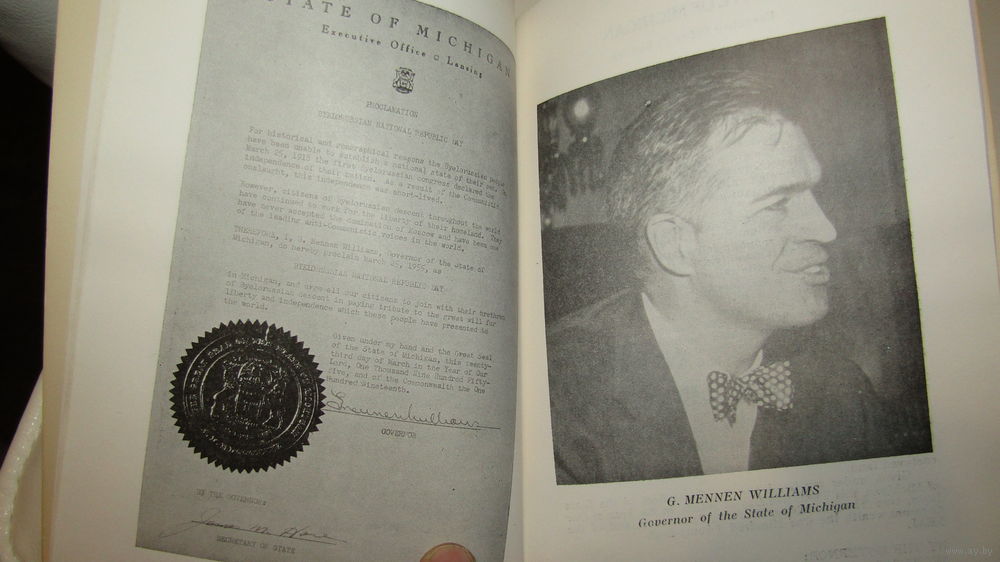 STATE OF MICHIGAN
Executive Office □ Lansing
PROCLAMATION
BYELORUSSIAN NATIONAL REPUBLIC DAY
For historical and geographical reasons the Byelorussian people
have been unable to establish a national state of their own. On
March 25, 1918 the first Byelorussian congress declared the
independence of their nation. As a result of the Communistic
onslaught, this independence was short-lived.
However, citizens of Byelorussian descent throughout the world
have continued to work for the liberty of their homeland. They
have never accepted the domination of Moscow and have been one
of the leading anti-Communistic voices in the world.
THEREFORE, I, G. Mennen Williams, Governor of the State of
Michigan, do hereby proclaim March 25, 1955, as
BYELORUSSIAN NATIONAL REPUBLIC DAY
in Michigan, and urge all our citizens to join with their brethren
of Byelorussian descent in paying tribute to the great will for
liberty and independence which these people have presented to
the world.
Given under my hand and the Great Seal
of the State of Michigan, this twenty-
third day of March in the Year of Our
Lord, One Thousand Nine Hundred Fifty-
five, and of the Commonwealth the One
Hundred Nineteenth.
GOVERNOR
BY THE GOVERNOR:
James M. Hare
SECRETARY OF STATE
G. MENNEN WILLIAMS
Governor of the State of Michigan
www.ay.by